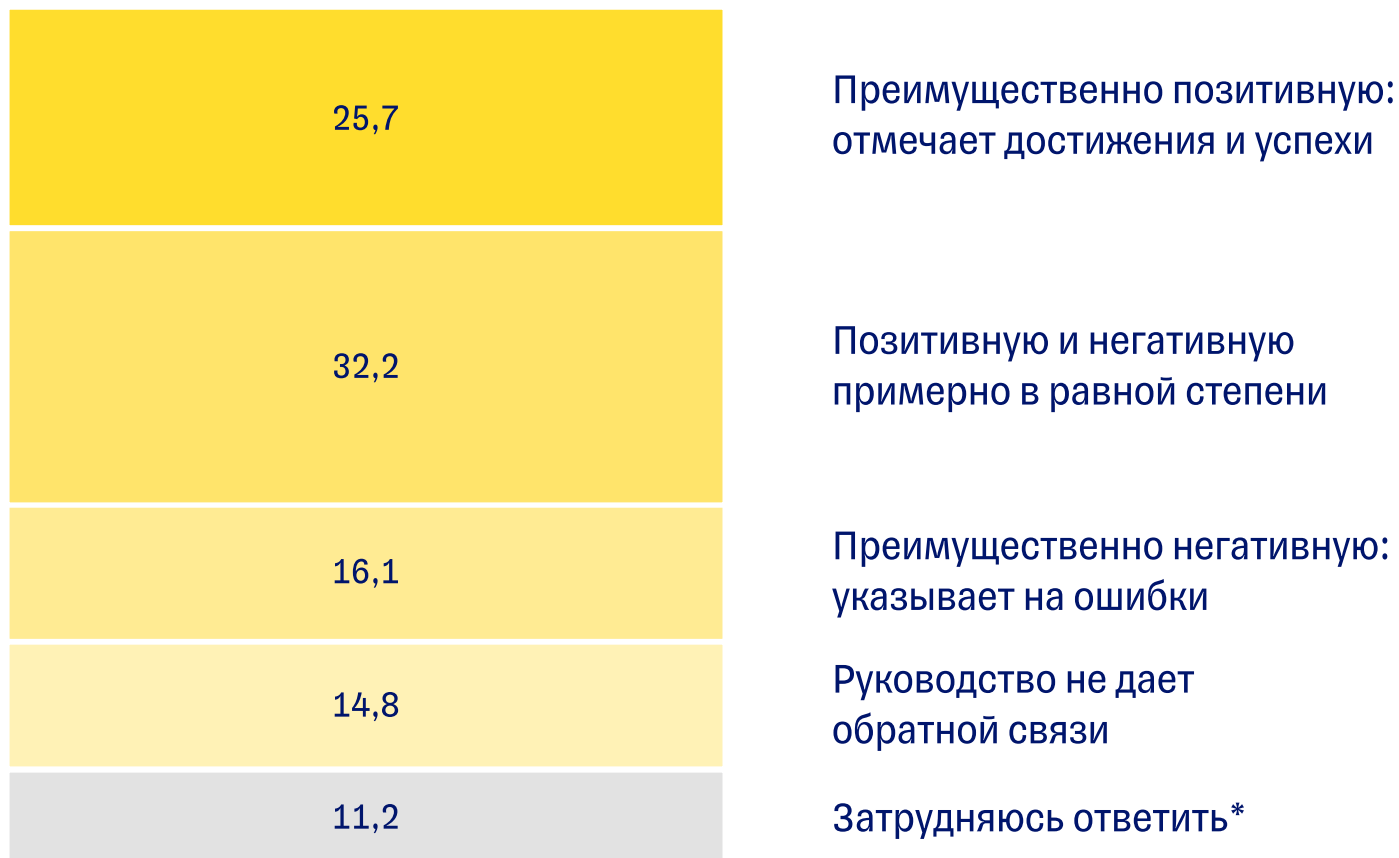 25,7
Преимущественно позитивную:
отмечает достижения и успехи
32,2
Позитивную и негативную
примерно в равной степени
16,1
Преимущественно негативную:
указывает на ошибки
14,8
Руководство не дает
обратной связи
11,2
Затрудняюсь ответить*